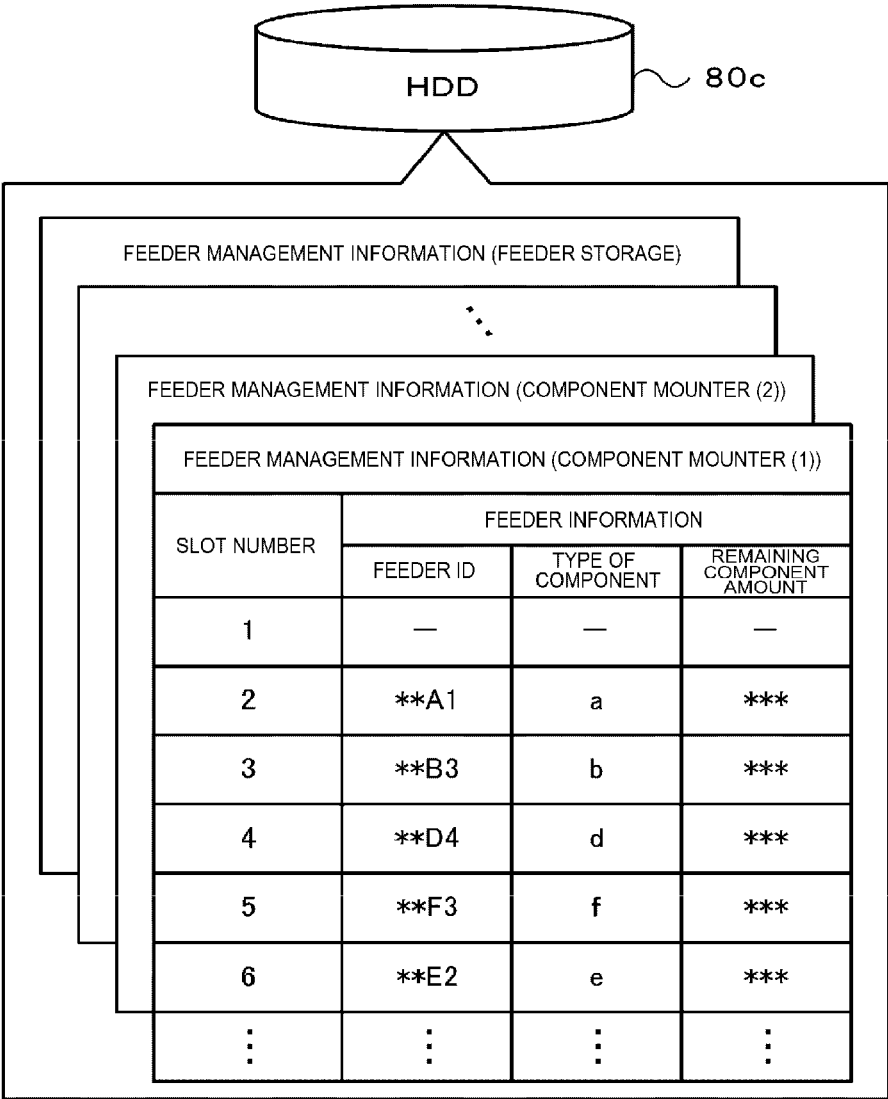 HDD
80c
FEEDER MANAGEMENT INFORMATION (FEEDER STORAGE)
FEEDER MANAGEMENT INFORMATION (COMPONENT MOUNTER (2))
FEEDER MANAGEMENT INFORMATION (COMPONENT MOUNTER (1))
SLOT NUMBER
FEEDER INFORMATION
FEEDER ID
TYPE OF
COMPONENT
REMAINING
COMPONENT
AMOUNT
1 — — —
2 **A1 a ***
3 **B3 b ***
4 **D4 d ***
5 **F3 f ***
6 **E2 e ***